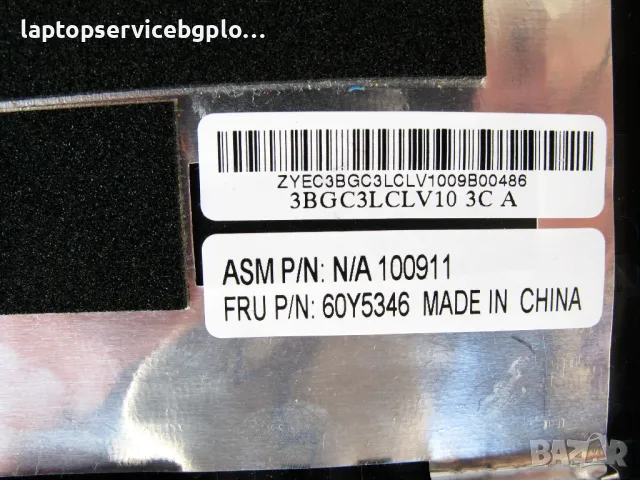 laptopservicebgplo...
ZYEC3BGC3LCLV1009B00486
3BGC3LCLV10 3C A
ASM P/N: N/A 100911
FRU P/N: 60Y5346 MADE IN CHINA
BAZAR